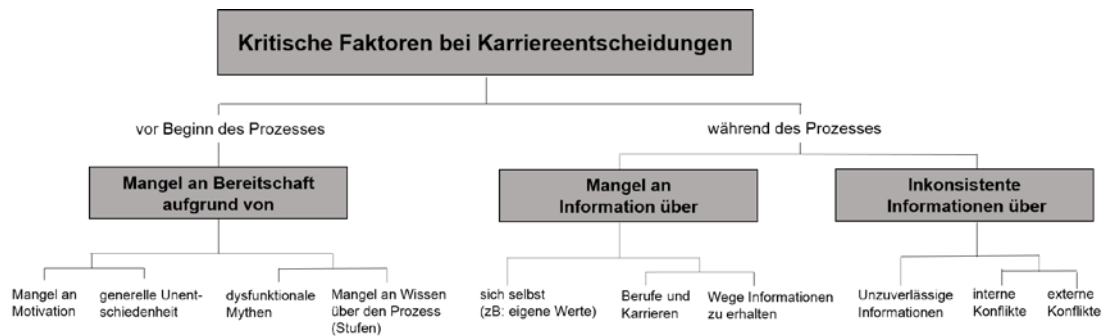 Kritische Faktoren bei Karriereentscheidungen
vor Beginn des Prozesses
während des Prozesses
Mangel an Bereitschaft
aufgrund von
Mangel an
Information über
Inkonsistente
Informationen über
Mangel an
Motivation
generelle Unent-
schiedenheit
dysfunktionale
Mythen
Mangel an Wissen
über den Prozess
(Stufen)
sich selbst
(zB: eigene Werte)
Berufe und
Karrieren
Wege Informationen
zu erhalten
Unzuverlässige
Informationen
interne
Konflikte
externe
Konflikte